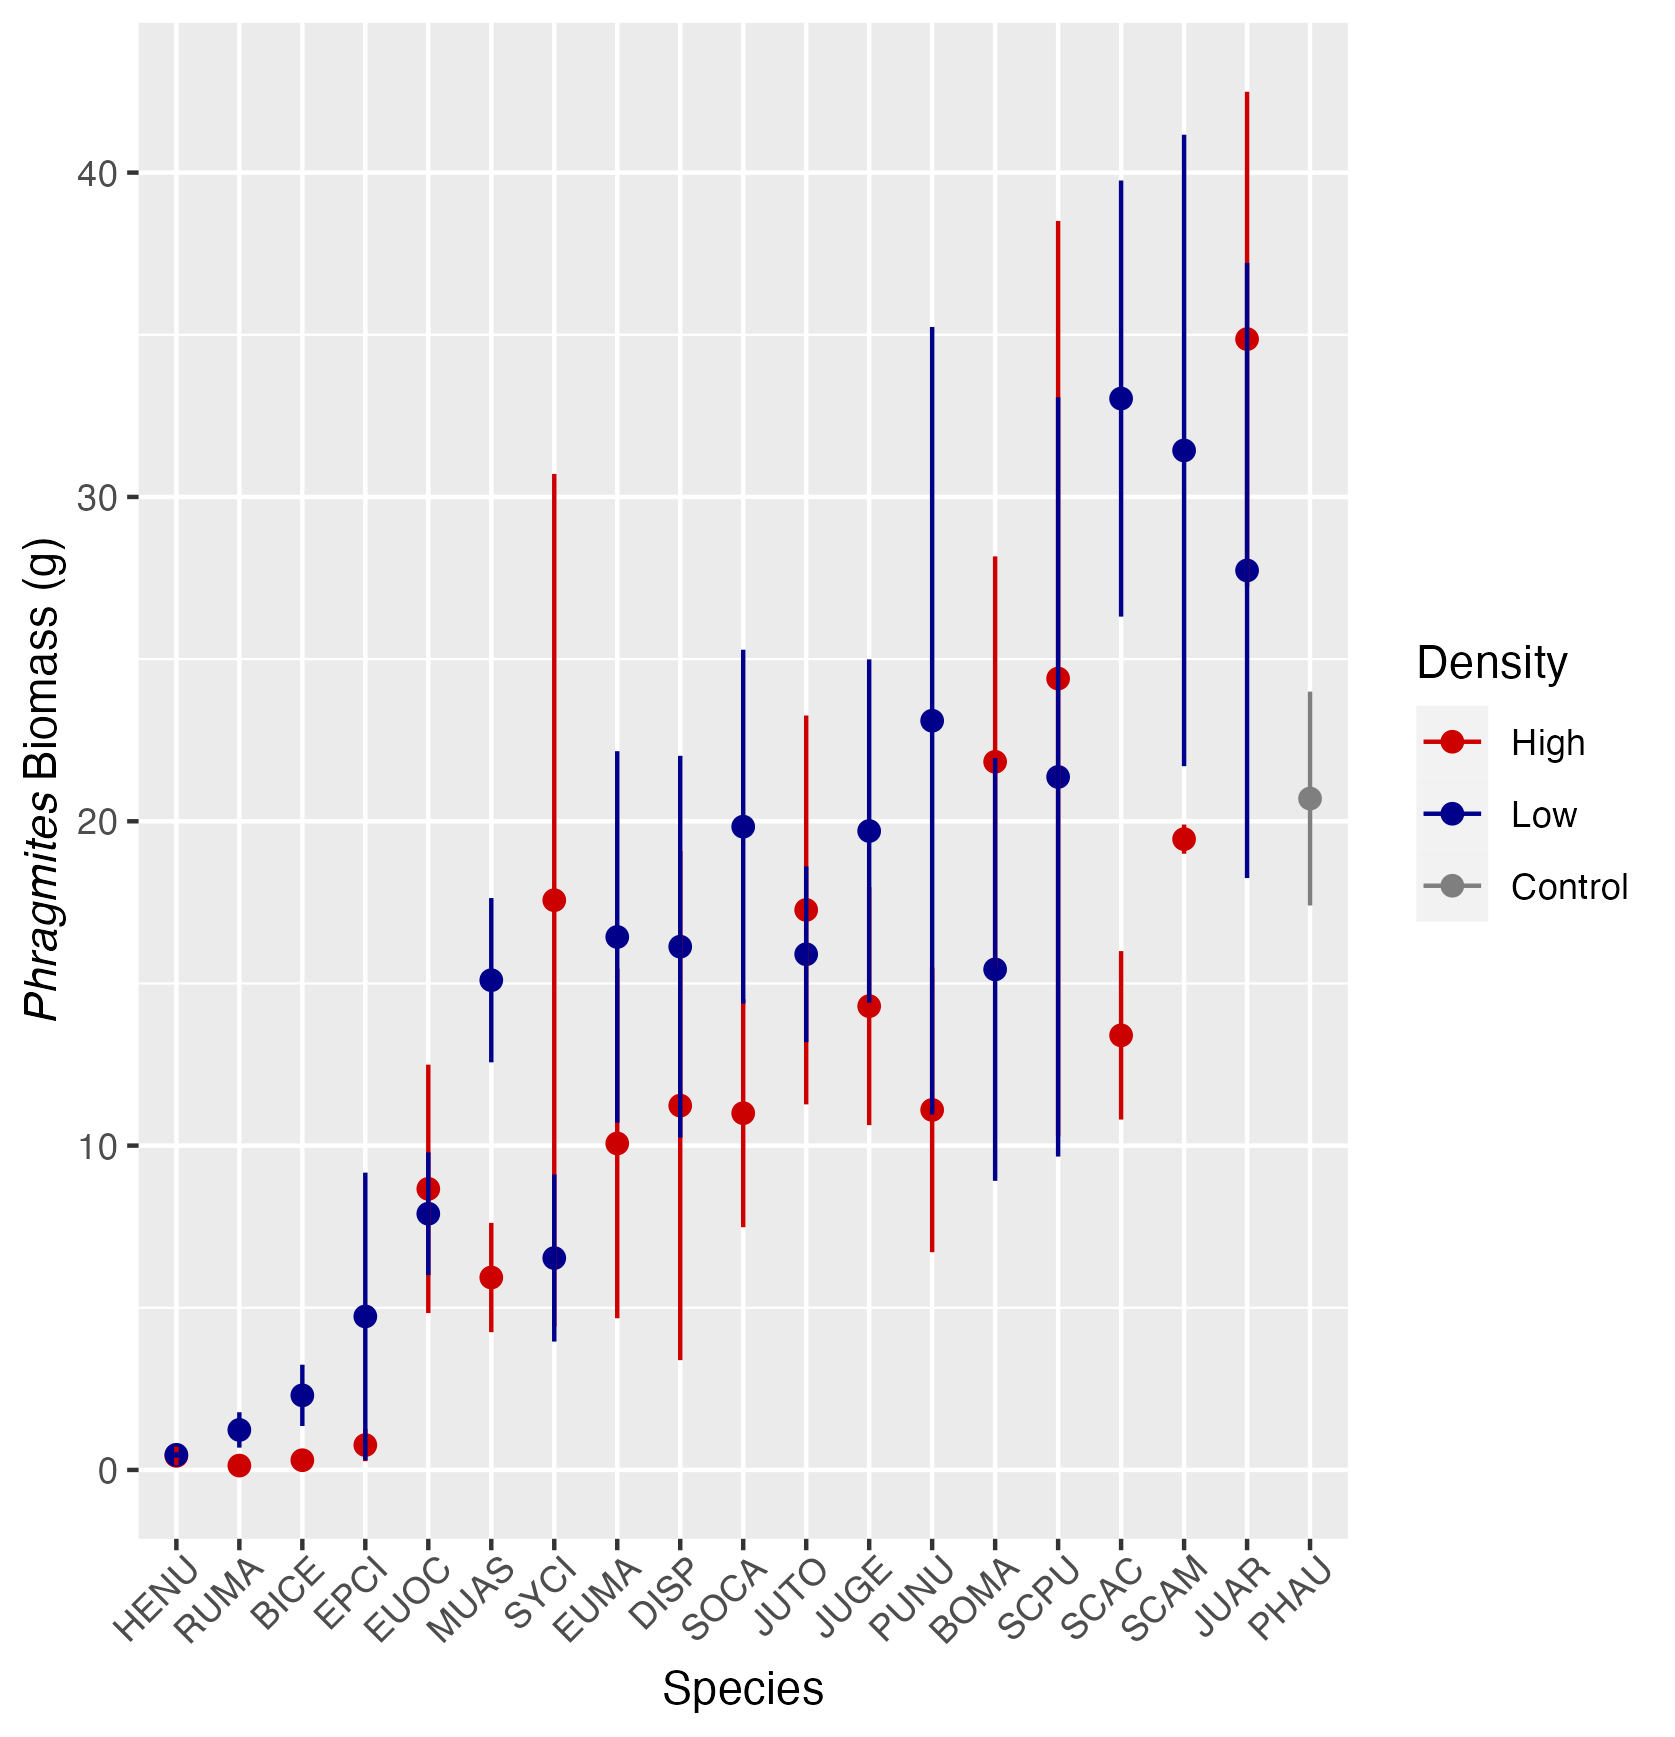 40
30
20
10
0
Phragmites Biomass (g)
HENU
RUMA
BICE
EPCI
EUOC
MUAS
SYCI
EUMA
DISP
SOCA
JUTO
JUGE
PUNU
BOMA
SCPU
SCAC
SCAM
JUAR
PHAU
Species
Density
High
Low
Control